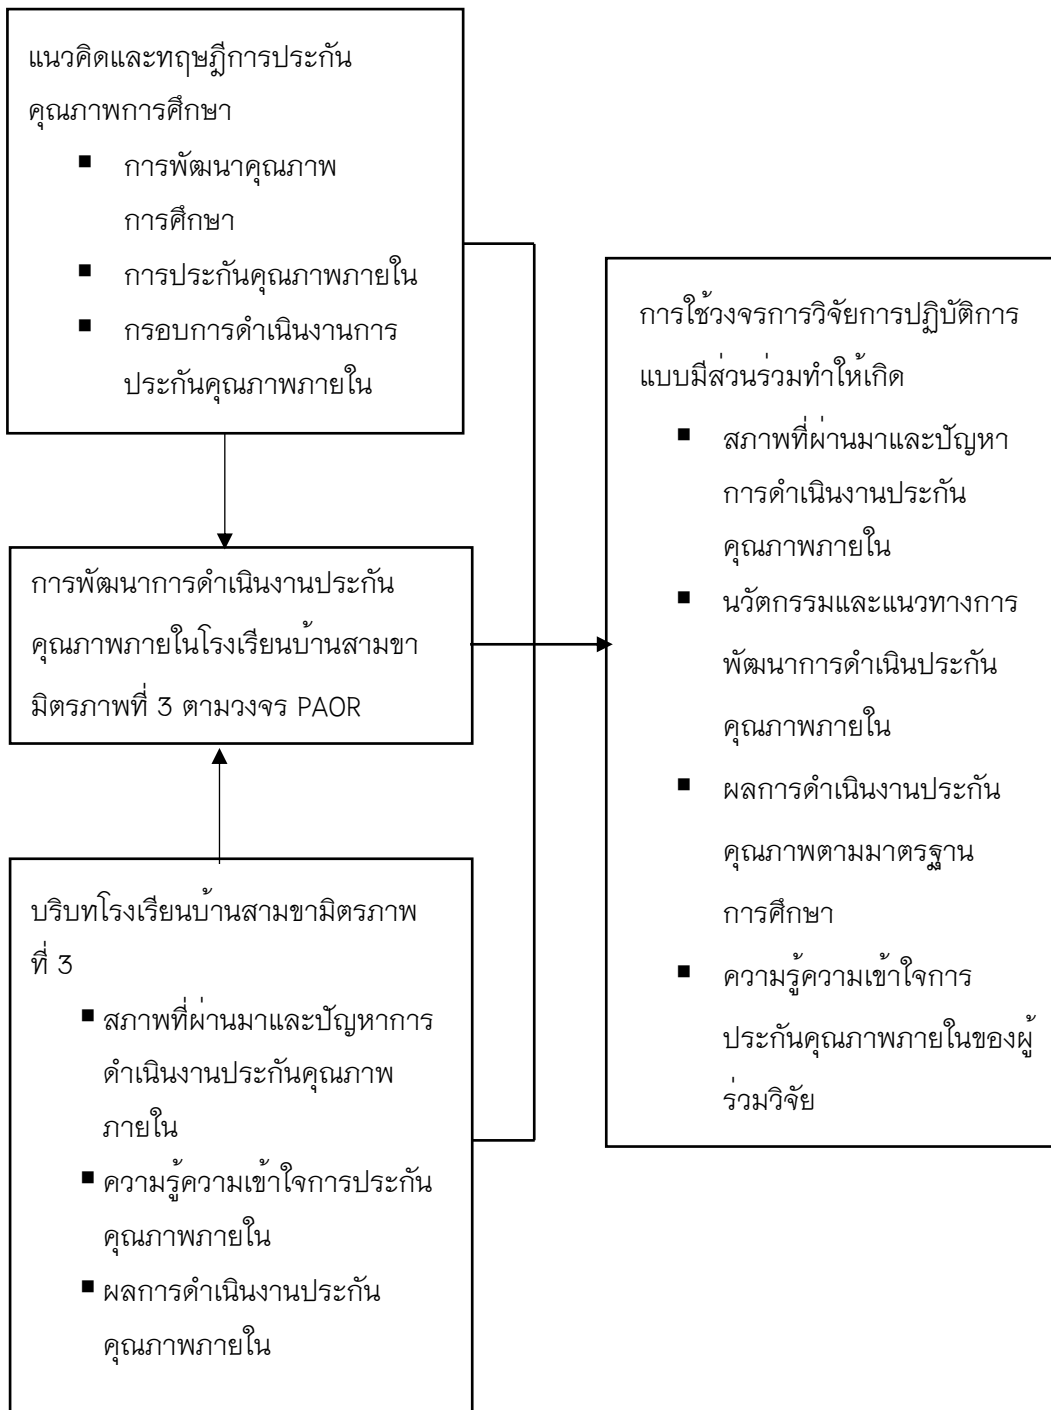 แนวคิดและทฤษฎีการประกัน
คุณภาพการศึกษา
■ การพัฒนาคุณภาพ
การศึกษา
■ การประกันคุณภาพภายใน
■ กรอบการดำเนินงานการ
ประกันคุณภาพภายใน
การพัฒนาการดำเนินงานประกัน
คุณภาพภายในโรงเรียนบ้านสามขา
มิตรภาพที่ 3 ตามวงจร PAOR
บริบทโรงเรียนบ้านสามขามิตรภาพ
ที่ 3
■ สภาพที่ผ่านมาและปัญหาการ
ดำเนินงานประกันคุณภาพ
ภายใน
■ ความรู้ความเข้าใจการประกัน
คุณภาพภายใน
■ ผลการดำเนินงานประกัน
คุณภาพภายใน
การใช้วงจรการวิจัยการปฏิบัติการ
แบบมีส่วนร่วมทำให้เกิด
■ สภาพที่ผ่านมาและปัญหา
การดำเนินงานประกัน
คุณภาพภายใน
■ นวัตกรรมและแนวทางการ
พัฒนาการดำเนินประกัน
คุณภาพภายใน
■ ผลการดำเนินงานประกัน
คุณภาพตามมาตรฐาน
การศึกษา
■ ความรู้ความเข้าใจการ
ประกันคุณภาพภายในของผู้
ร่วมวิจัย